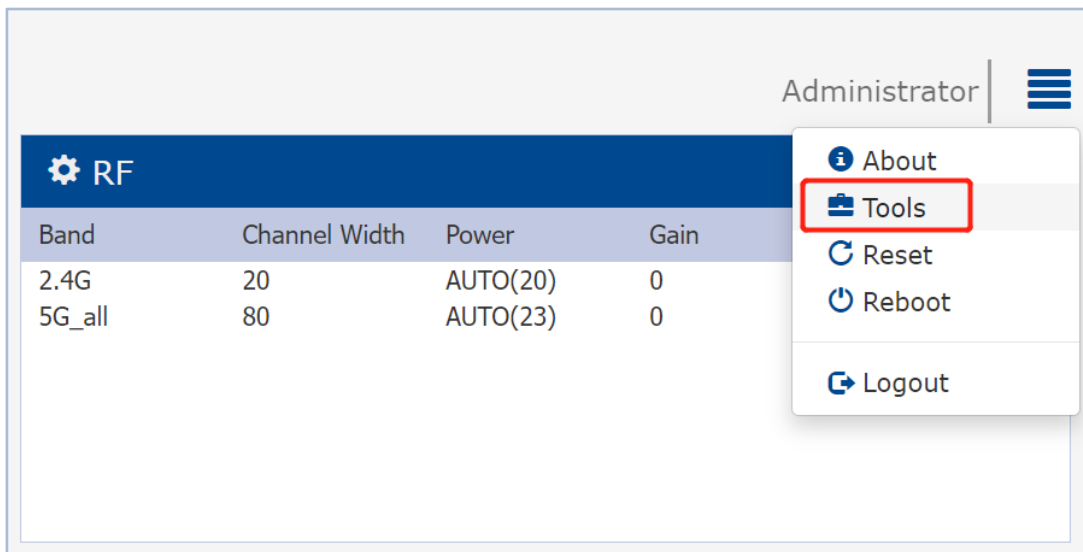 Administrator
RF
Band Channel Width Power Gain
2.4G 20 AUTO(20) 0
5G_all 80 AUTO(23) 0
About
Tools
Reset
Reboot
Logout